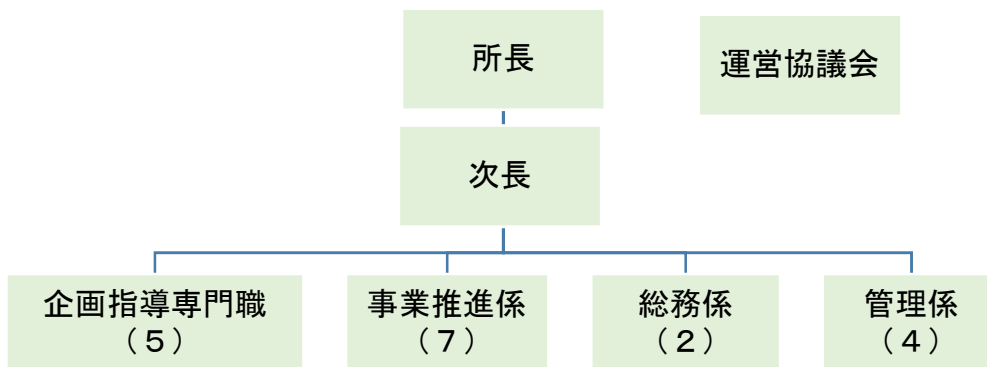 所長
運営協議会
次長
企画指導専門職
（５）
事業推進係
（７）
総務係
（２）
管理係
（４）